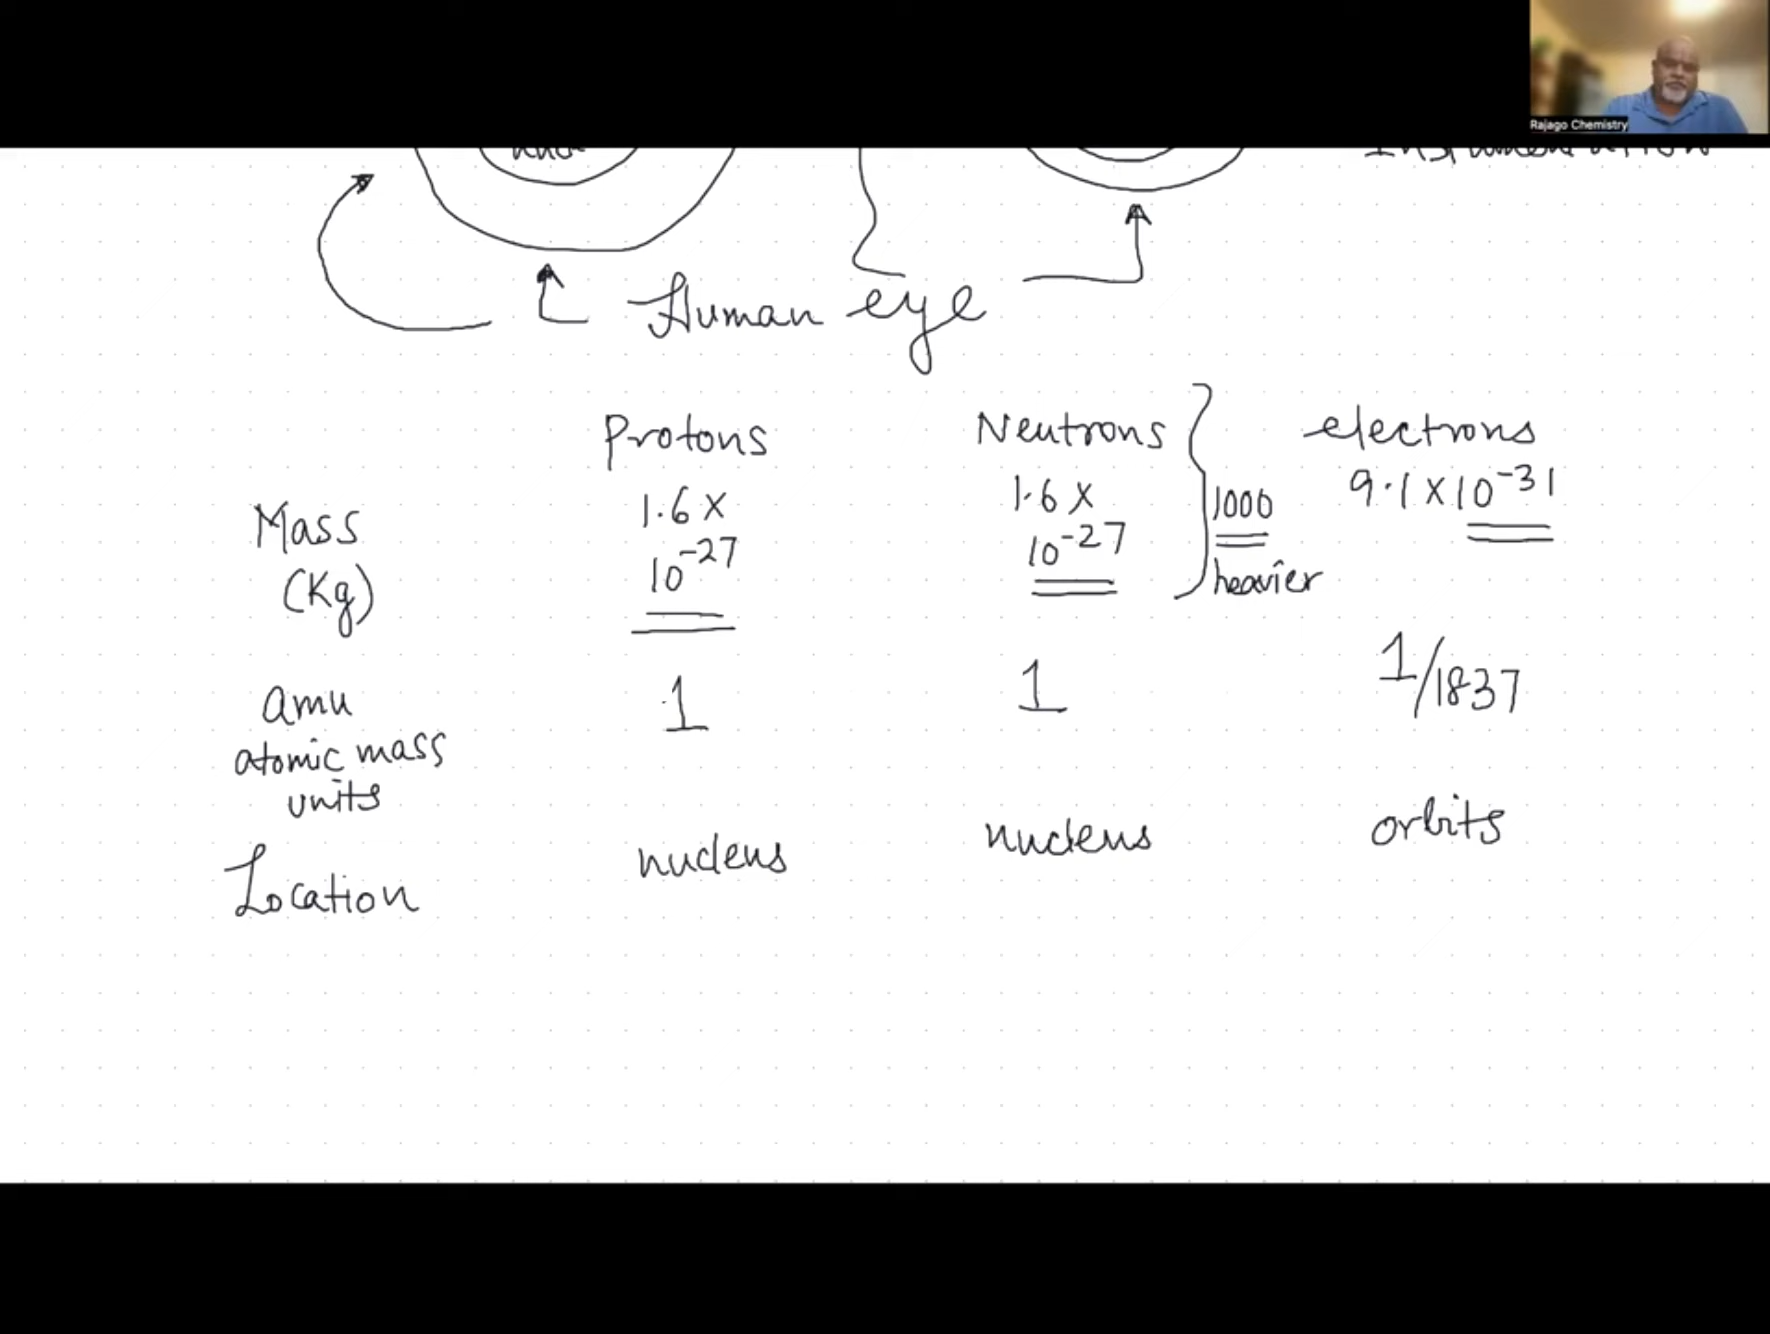 Rajago Chemistry
Instrumentation
Human eye
Protons Neutrons electrons
Mass 1.6 x 1.6 x 1000 9.1 x 10⁻³¹
(Kg) 10⁻²⁷ 10⁻²⁷ heavier
amu 1 1 1/1837
atomic mass
units
Location nucleus nucleus orbits